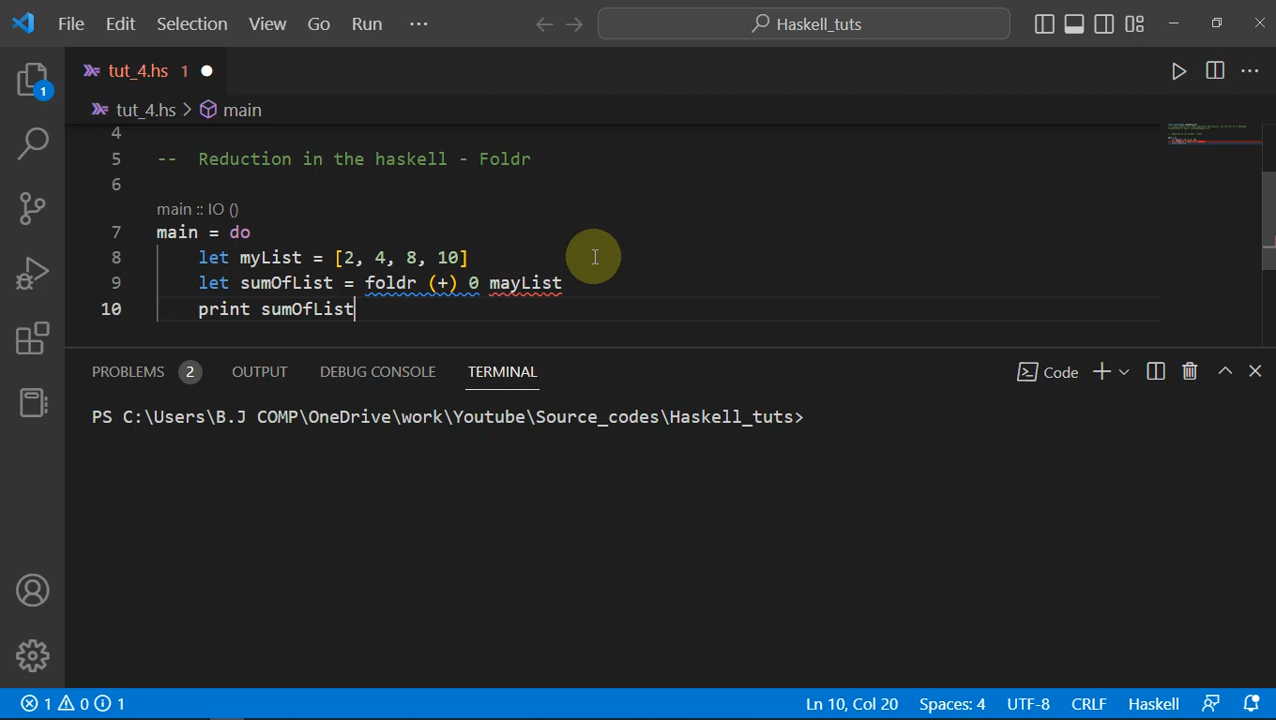 File Edit Selection View Go Run ··· Haskell_tuts
tut_4.hs 1
tut_4.hs > main
4
5 -- Reduction in the haskell - Foldr
6
main :: IO ()
7 main = do
8 let myList = [2, 4, 8, 10]
9 let sumOfList = foldr (+) 0 mayList
10 print sumOfList
PROBLEMS 2 OUTPUT DEBUG CONSOLE TERMINAL Code
PS C:\Users\B.J COMP\OneDrive\work\Youtube\Source_codes\Haskell_tuts>
1
1 0 1 Ln 10, Col 20 Spaces: 4 UTF-8 CRLF Haskell